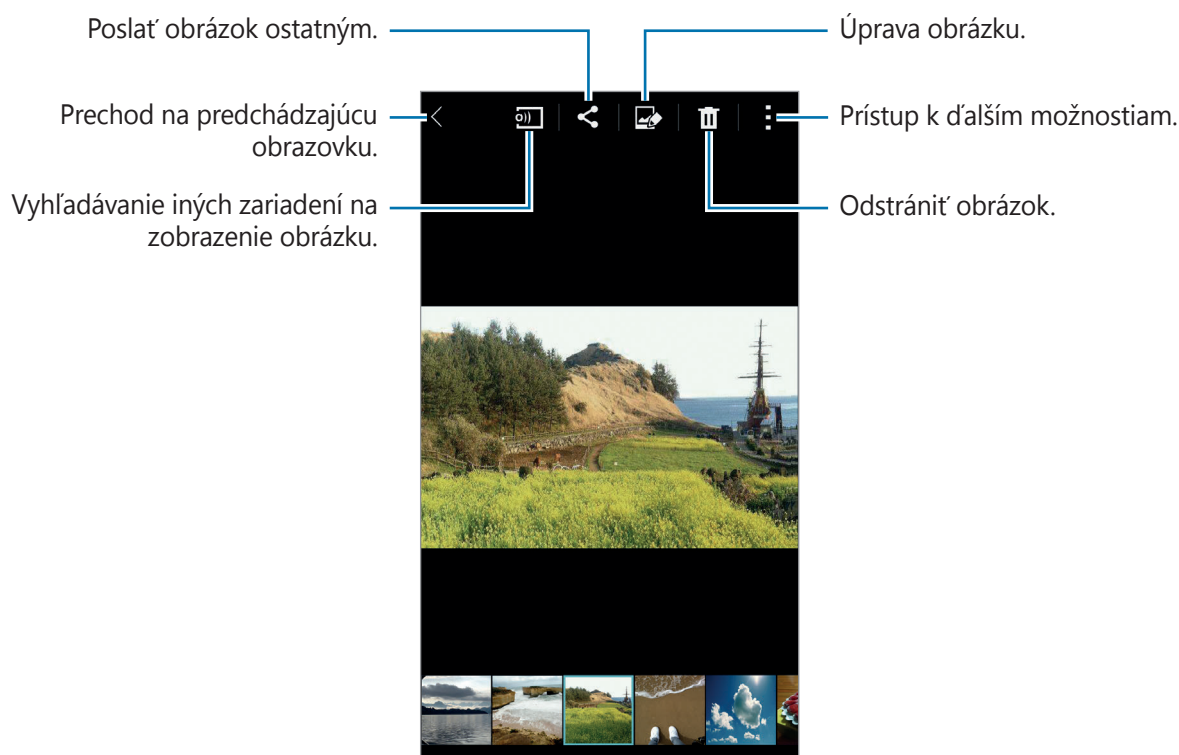 Poslať obrázok ostatným.
Úprava obrázku.
Prechod na predchádzajúcu
obrazovku.
Prístup k ďalším možnostiam.
Vyhľadávanie iných zariadení na
zobrazenie obrázku.
Odstrániť obrázok.